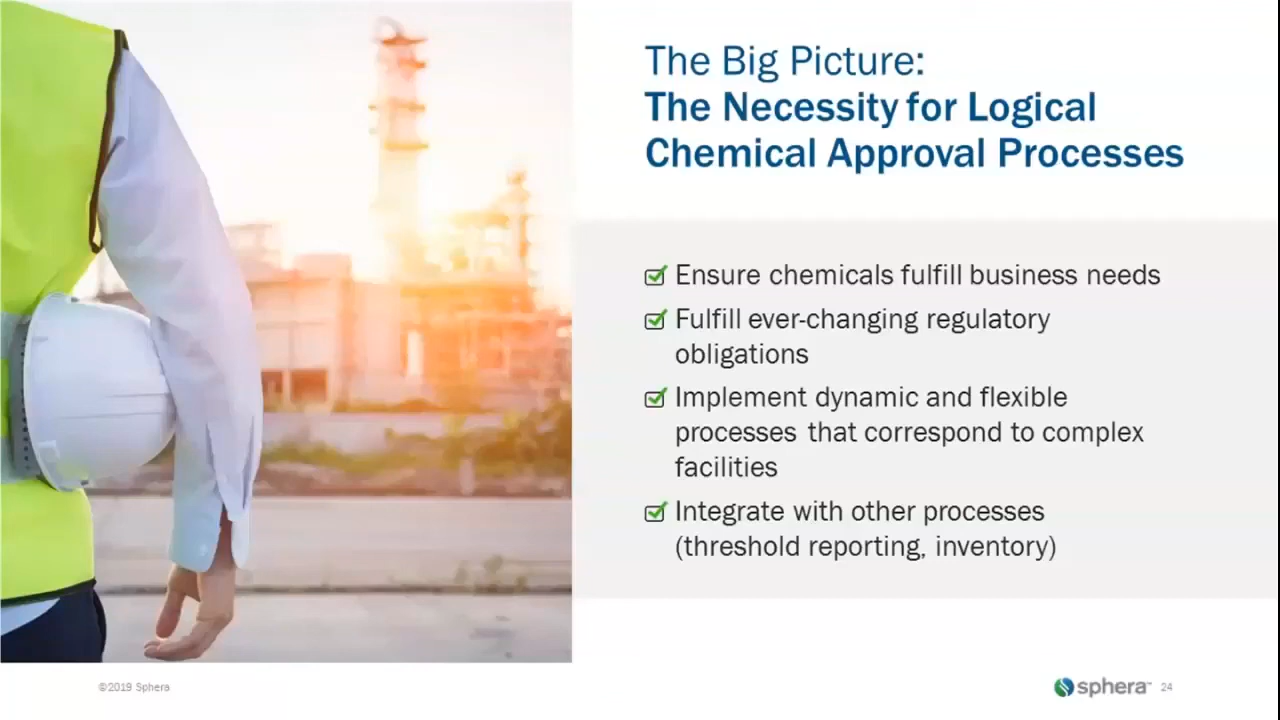 The Big Picture:
The Necessity for Logical
Chemical Approval Processes
Ensure chemicals fulfill business needs
Fulfill ever-changing regulatory
obligations
Implement dynamic and flexible
processes that correspond to complex
facilities
Integrate with other processes
(threshold reporting, inventory)
©2019 Sphera
sphera™ 24